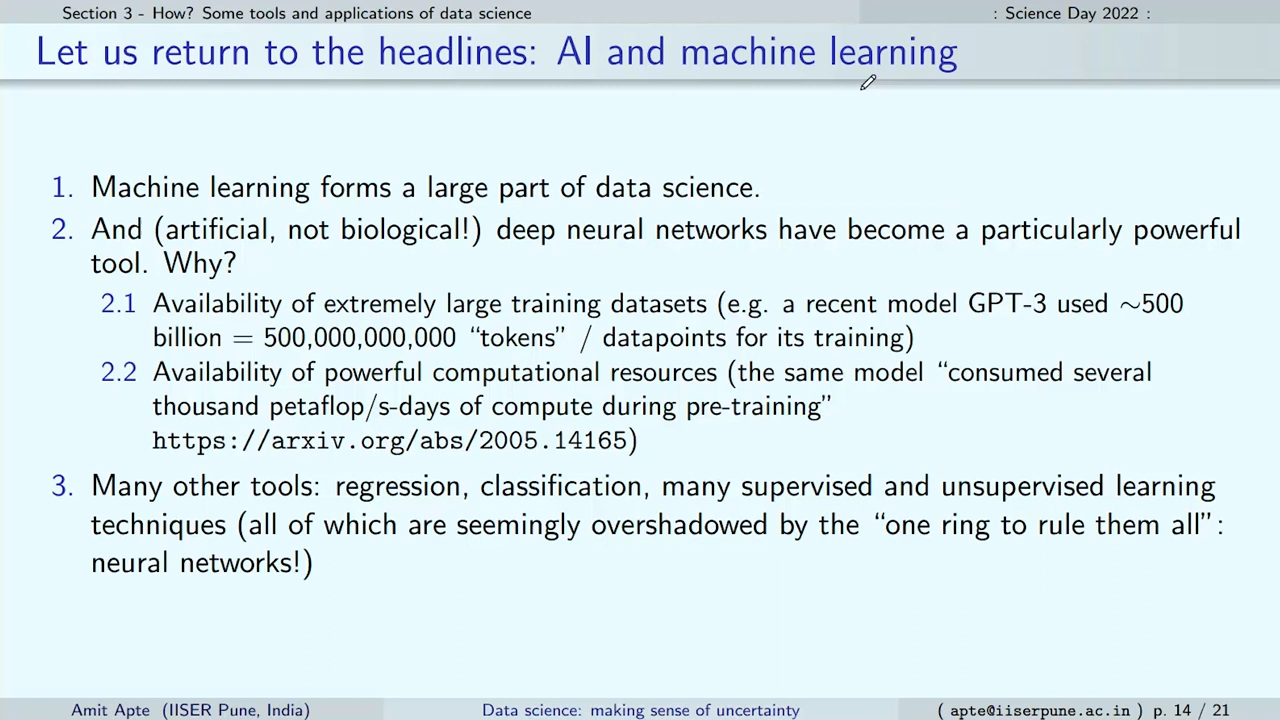 Section 3 - How? Some tools and applications of data science
: Science Day 2022 :
Let us return to the headlines: AI and machine learning
1. Machine learning forms a large part of data science.
2. And (artificial, not biological!) deep neural networks have become a particularly powerful
tool. Why?
2.1 Availability of extremely large training datasets (e.g. a recent model GPT-3 used ∼500
billion = 500,000,000,000 “tokens” / datapoints for its training)
2.2 Availability of powerful computational resources (the same model “consumed several
thousand petaflop/s-days of compute during pre-training”
https://arxiv.org/abs/2005.14165)
3. Many other tools: regression, classification, many supervised and unsupervised learning
techniques (all of which are seemingly overshadowed by the “one ring to rule them all”:
neural networks!)
Amit Apte (IISER Pune, India)
Data science: making sense of uncertainty
( apte@iiserpune.ac.in ) p. 14 / 21